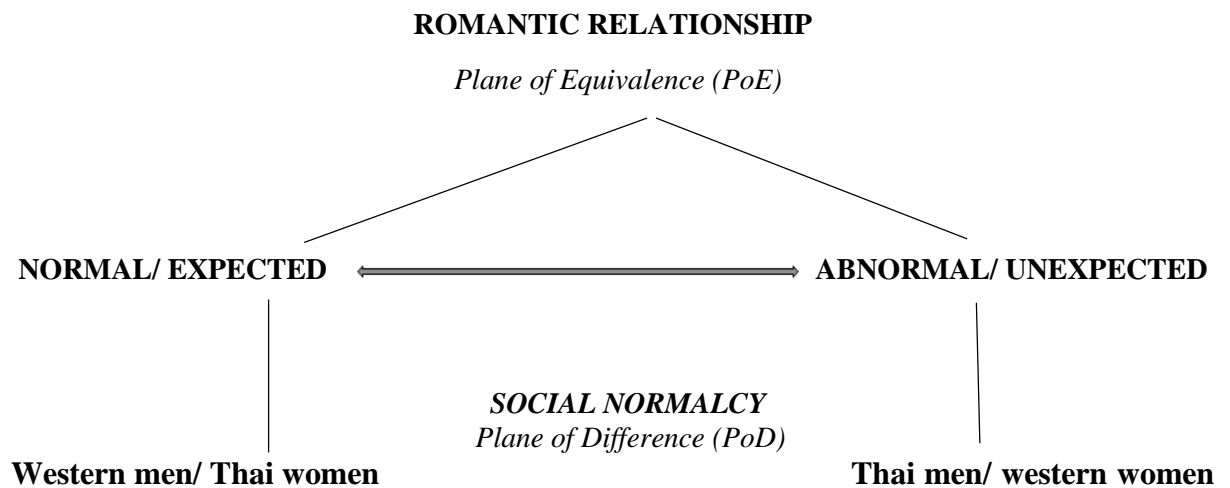 ROMANTIC RELATIONSHIP
Plane of Equivalence (PoE)
NORMAL/ EXPECTED
ABNORMAL/ UNEXPECTED
SOCIAL NORMALCY
Plane of Difference (PoD)
Western men/ Thai women
Thai men/ western women